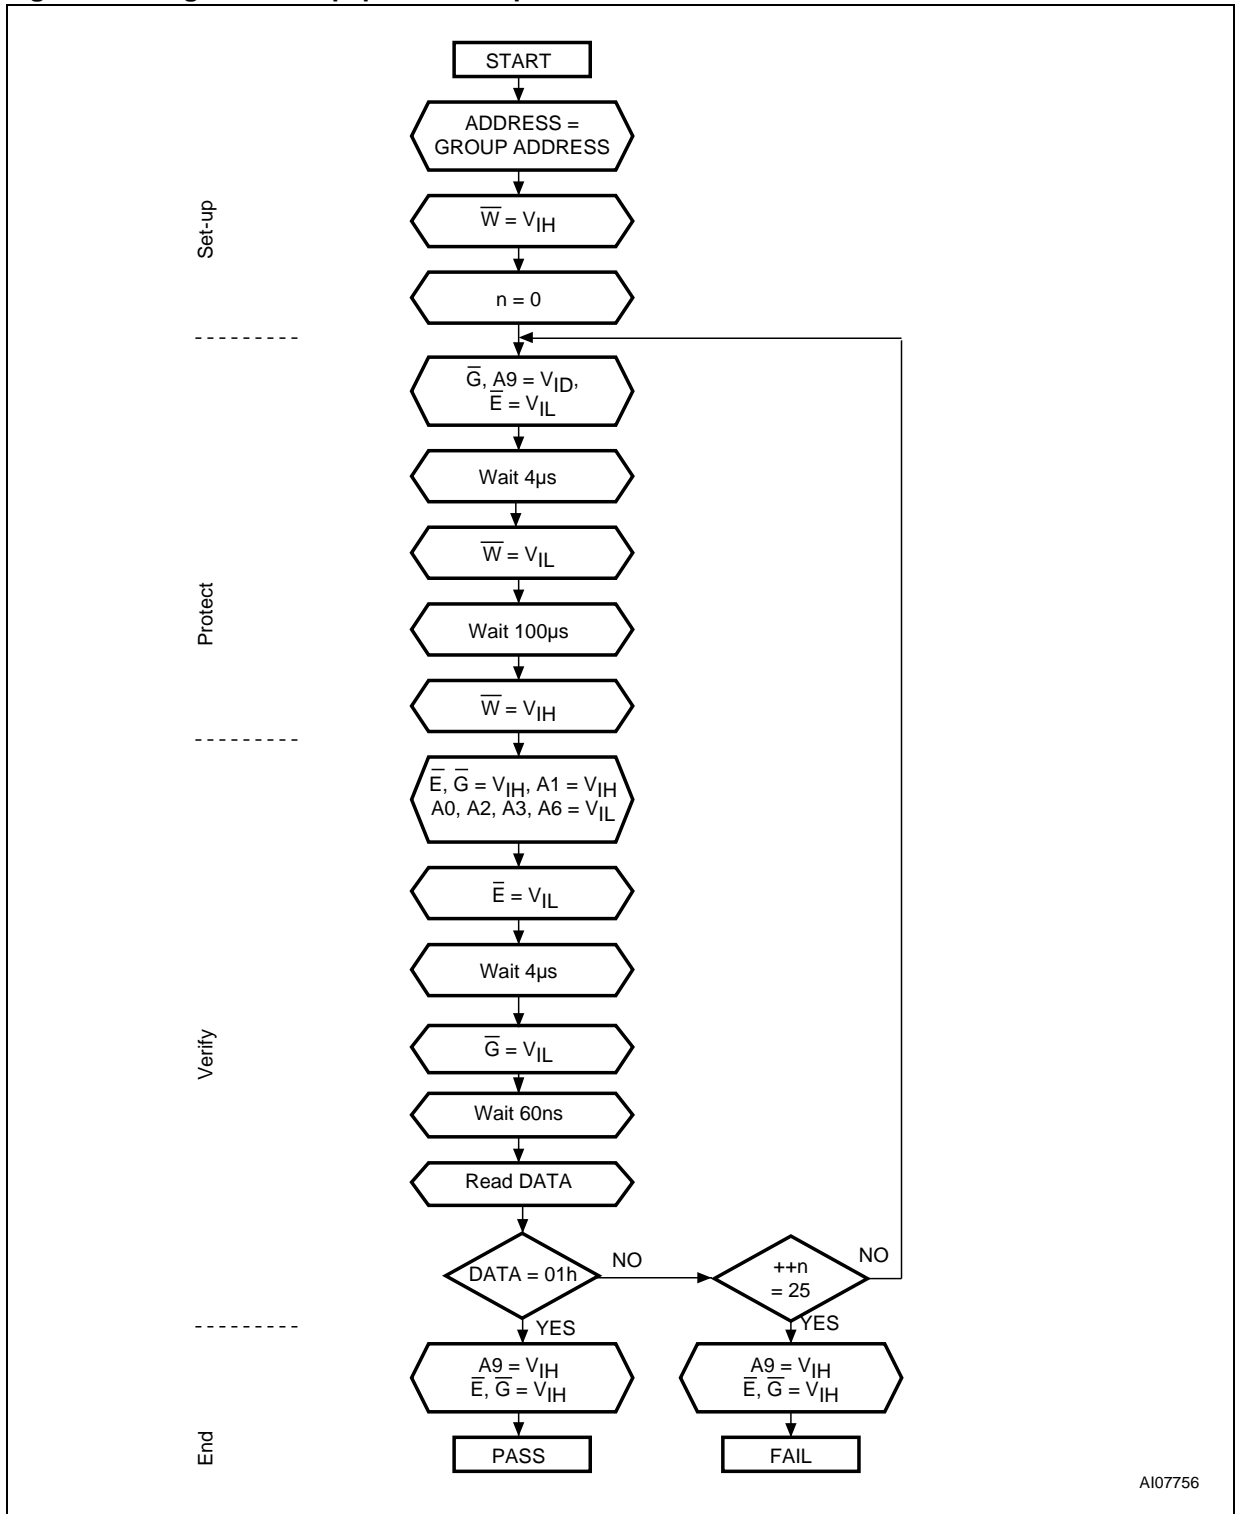 START
ADDRESS =
GROUP ADDRESS
W̅ = VIH
n = 0
Set-up
G̅, A9 = VID,
E̅ = VIL
Wait 4µs
W̅ = VIL
Wait 100µs
W̅ = VIH
Protect
E̅, G̅ = VIH, A1 = VIH
A0, A2, A3, A6 = VIL
E̅ = VIL
Wait 4µs
G̅ = VIL
Wait 60ns
Read DATA
Verify
DATA = 01h
NO
++n
= 25
NO
YES
YES
A9 = VIH
E̅, G̅ = VIH
A9 = VIH
E̅, G̅ = VIH
End
PASS
FAIL
AI07756